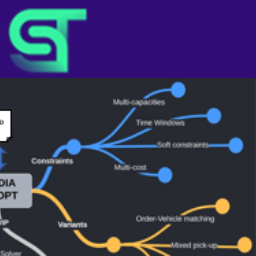 ST
Multi-capacities
Time Windows
Soft constraints
Constraints
Multi-cost
DIA
OPT
Order-Vehicle matching
Variants
Mixed pick-up
Solver